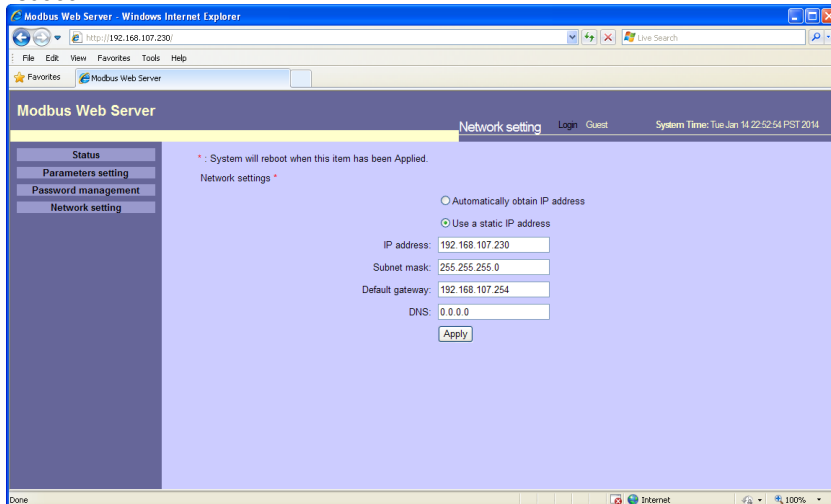 Modbus Web Server - Windows Internet Explorer
http://192.168.107.230/
Live Search
File Edit View Favorites Tools Help
Favorites
Modbus Web Server
Modbus Web Server
Network setting Login Guest System Time: Tue Jan 14 22:52:54 PST 2014
Status
Parameters setting
Password management
Network setting
* : System will reboot when this item has been Applied.
Network settings *
Automatically obtain IP address
Use a static IP address
IP address: 192.168.107.230
Subnet mask: 255.255.255.0
Default gateway: 192.168.107.254
DNS: 0.0.0.0
Apply
Done
Internet
100%